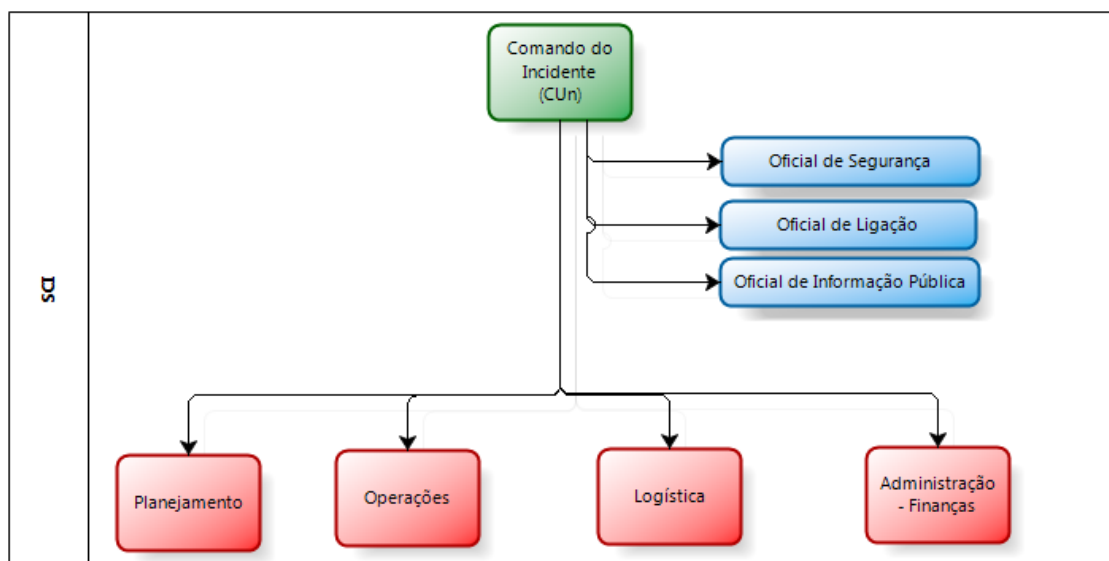 Comando do
Incidente
(CUn)
Oficial de Segurança
Oficial de Ligação
Oficial de Informação Pública
SCI
Planejamento
Operações
Logística
Administração
- Finanças